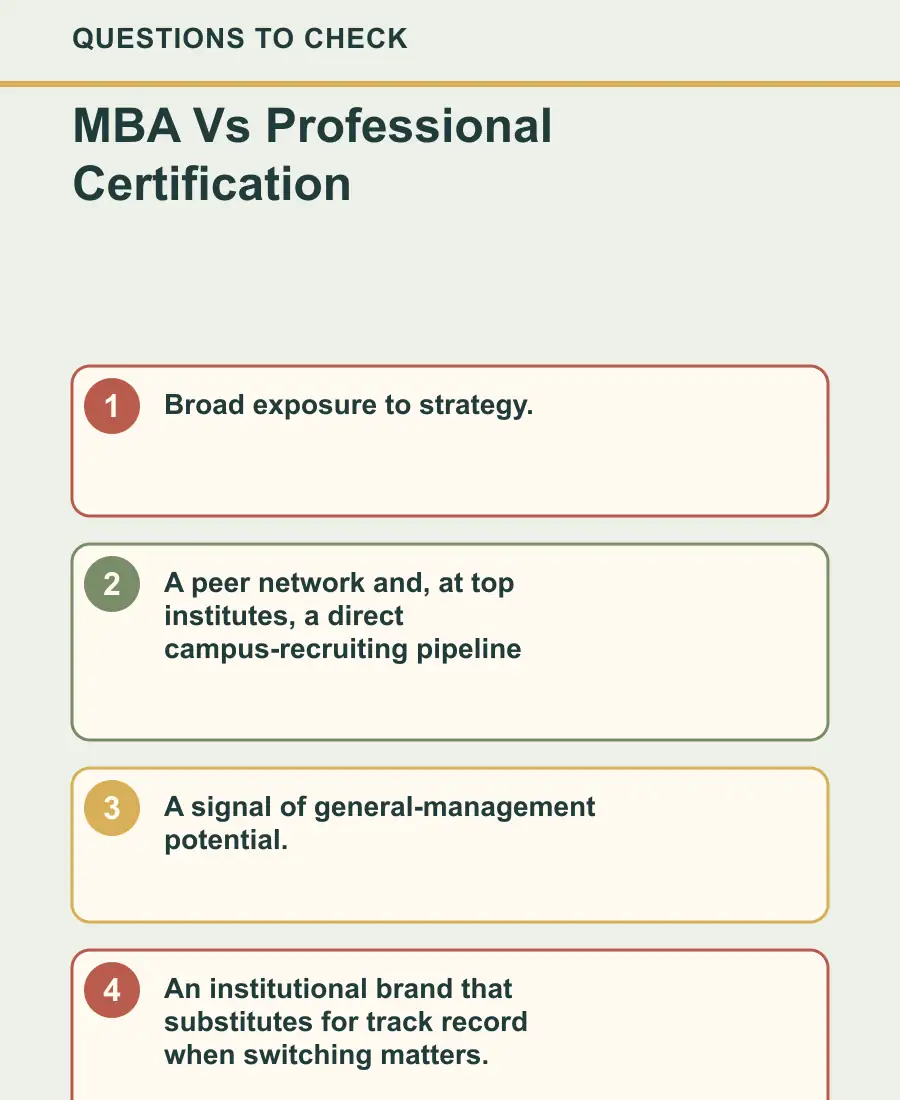 QUESTIONS TO CHECK
MBA Vs Professional
Certification
1
Broad exposure to strategy.
2
A peer network and, at top
institutes, a direct
campus-recruiting pipeline
3
A signal of general-management
potential.
4
An institutional brand that
substitutes for track record
when switching matters.